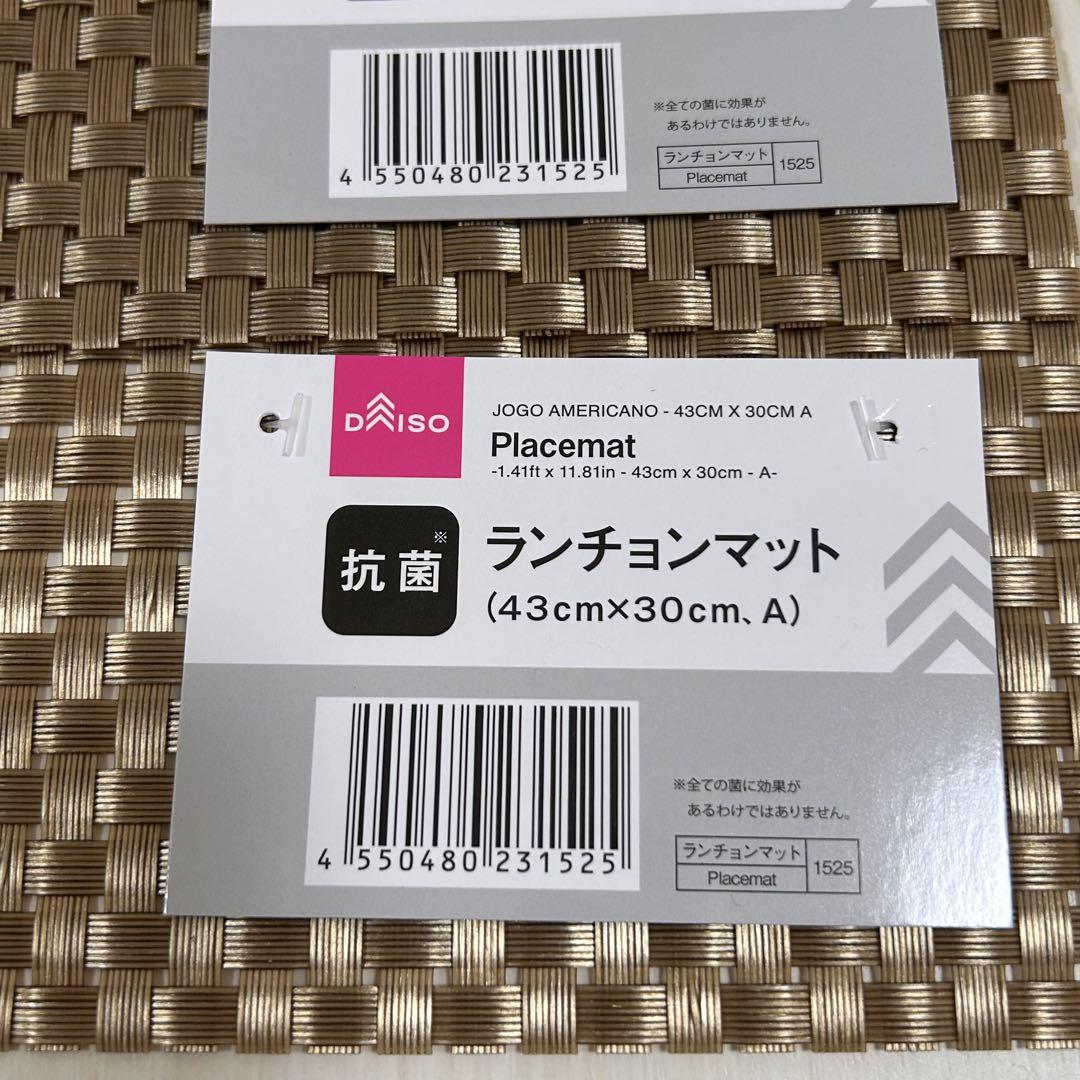 4 550480 231525
※全ての菌に効果が
あるわけではありません。
ランチョンマット
Placemat
1525
DAISO
JOGO AMERICANO - 43CM X 30CM A
Placemat
-1.41ft x 11.81in - 43cm x 30cm - A-
抗菌※
ランチョンマット
(43cm×30cm、A)
4 550480 231525
※全ての菌に効果が
あるわけではありません。
ランチョンマット
Placemat
1525